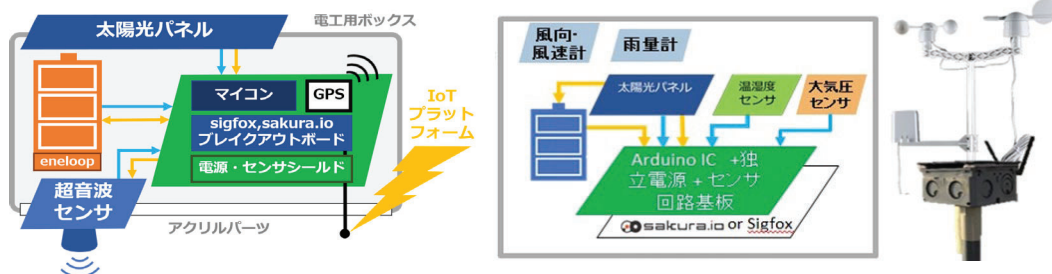 太陽光パネル
電工用ボックス
マイコン
GPS
sigfox,sakura.io
ブレイクアウトボード
電源・センサシールド
eneloop
超音波
センサ
アクリルパーツ
IoT
プラット
フォーム
風向・
風速計
雨量計
太陽光パネル
温湿度
センサ
大気圧
センサ
Arduino IC +独
立電源+センサ
回路基板
sakura.io or Sigfox